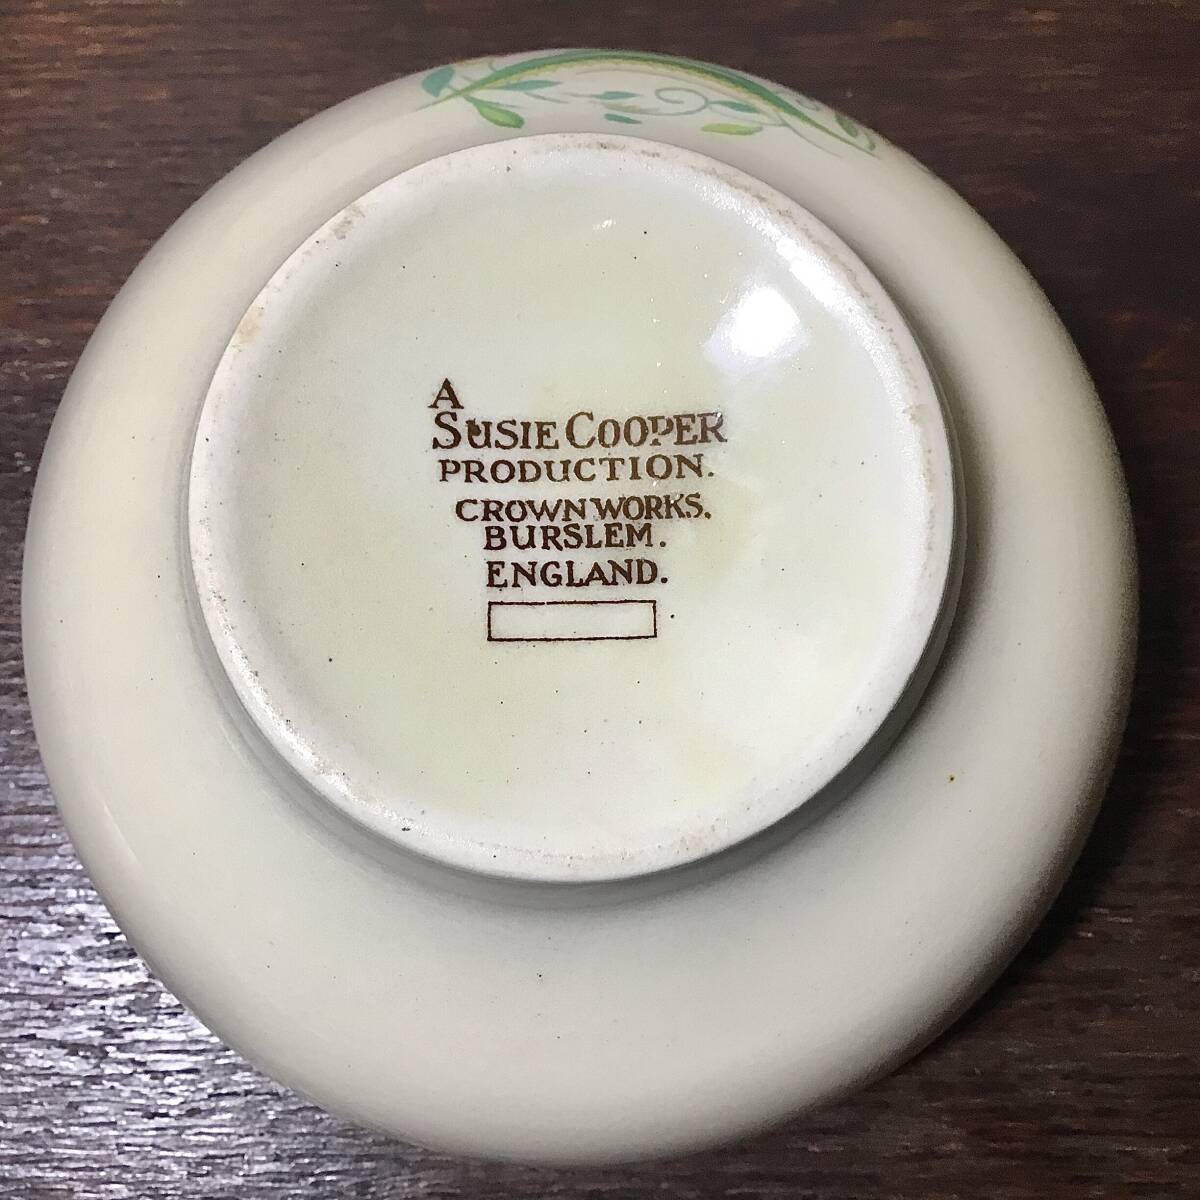 A
SUSIE COOPER
PRODUCTION.
CROWN WORKS.
BURSLEM.
ENGLAND.